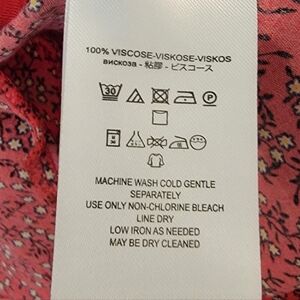 100% VISCOSE-VISKOSE-VISKOS
вискоза - 粘膠 - ビスコース
30
P
MACHINE WASH COLD GENTLE
SEPARATELY
USE ONLY NON-CHLORINE BLEACH
LINE DRY
LOW IRON AS NEEDED
MAY BE DRY CLEANED